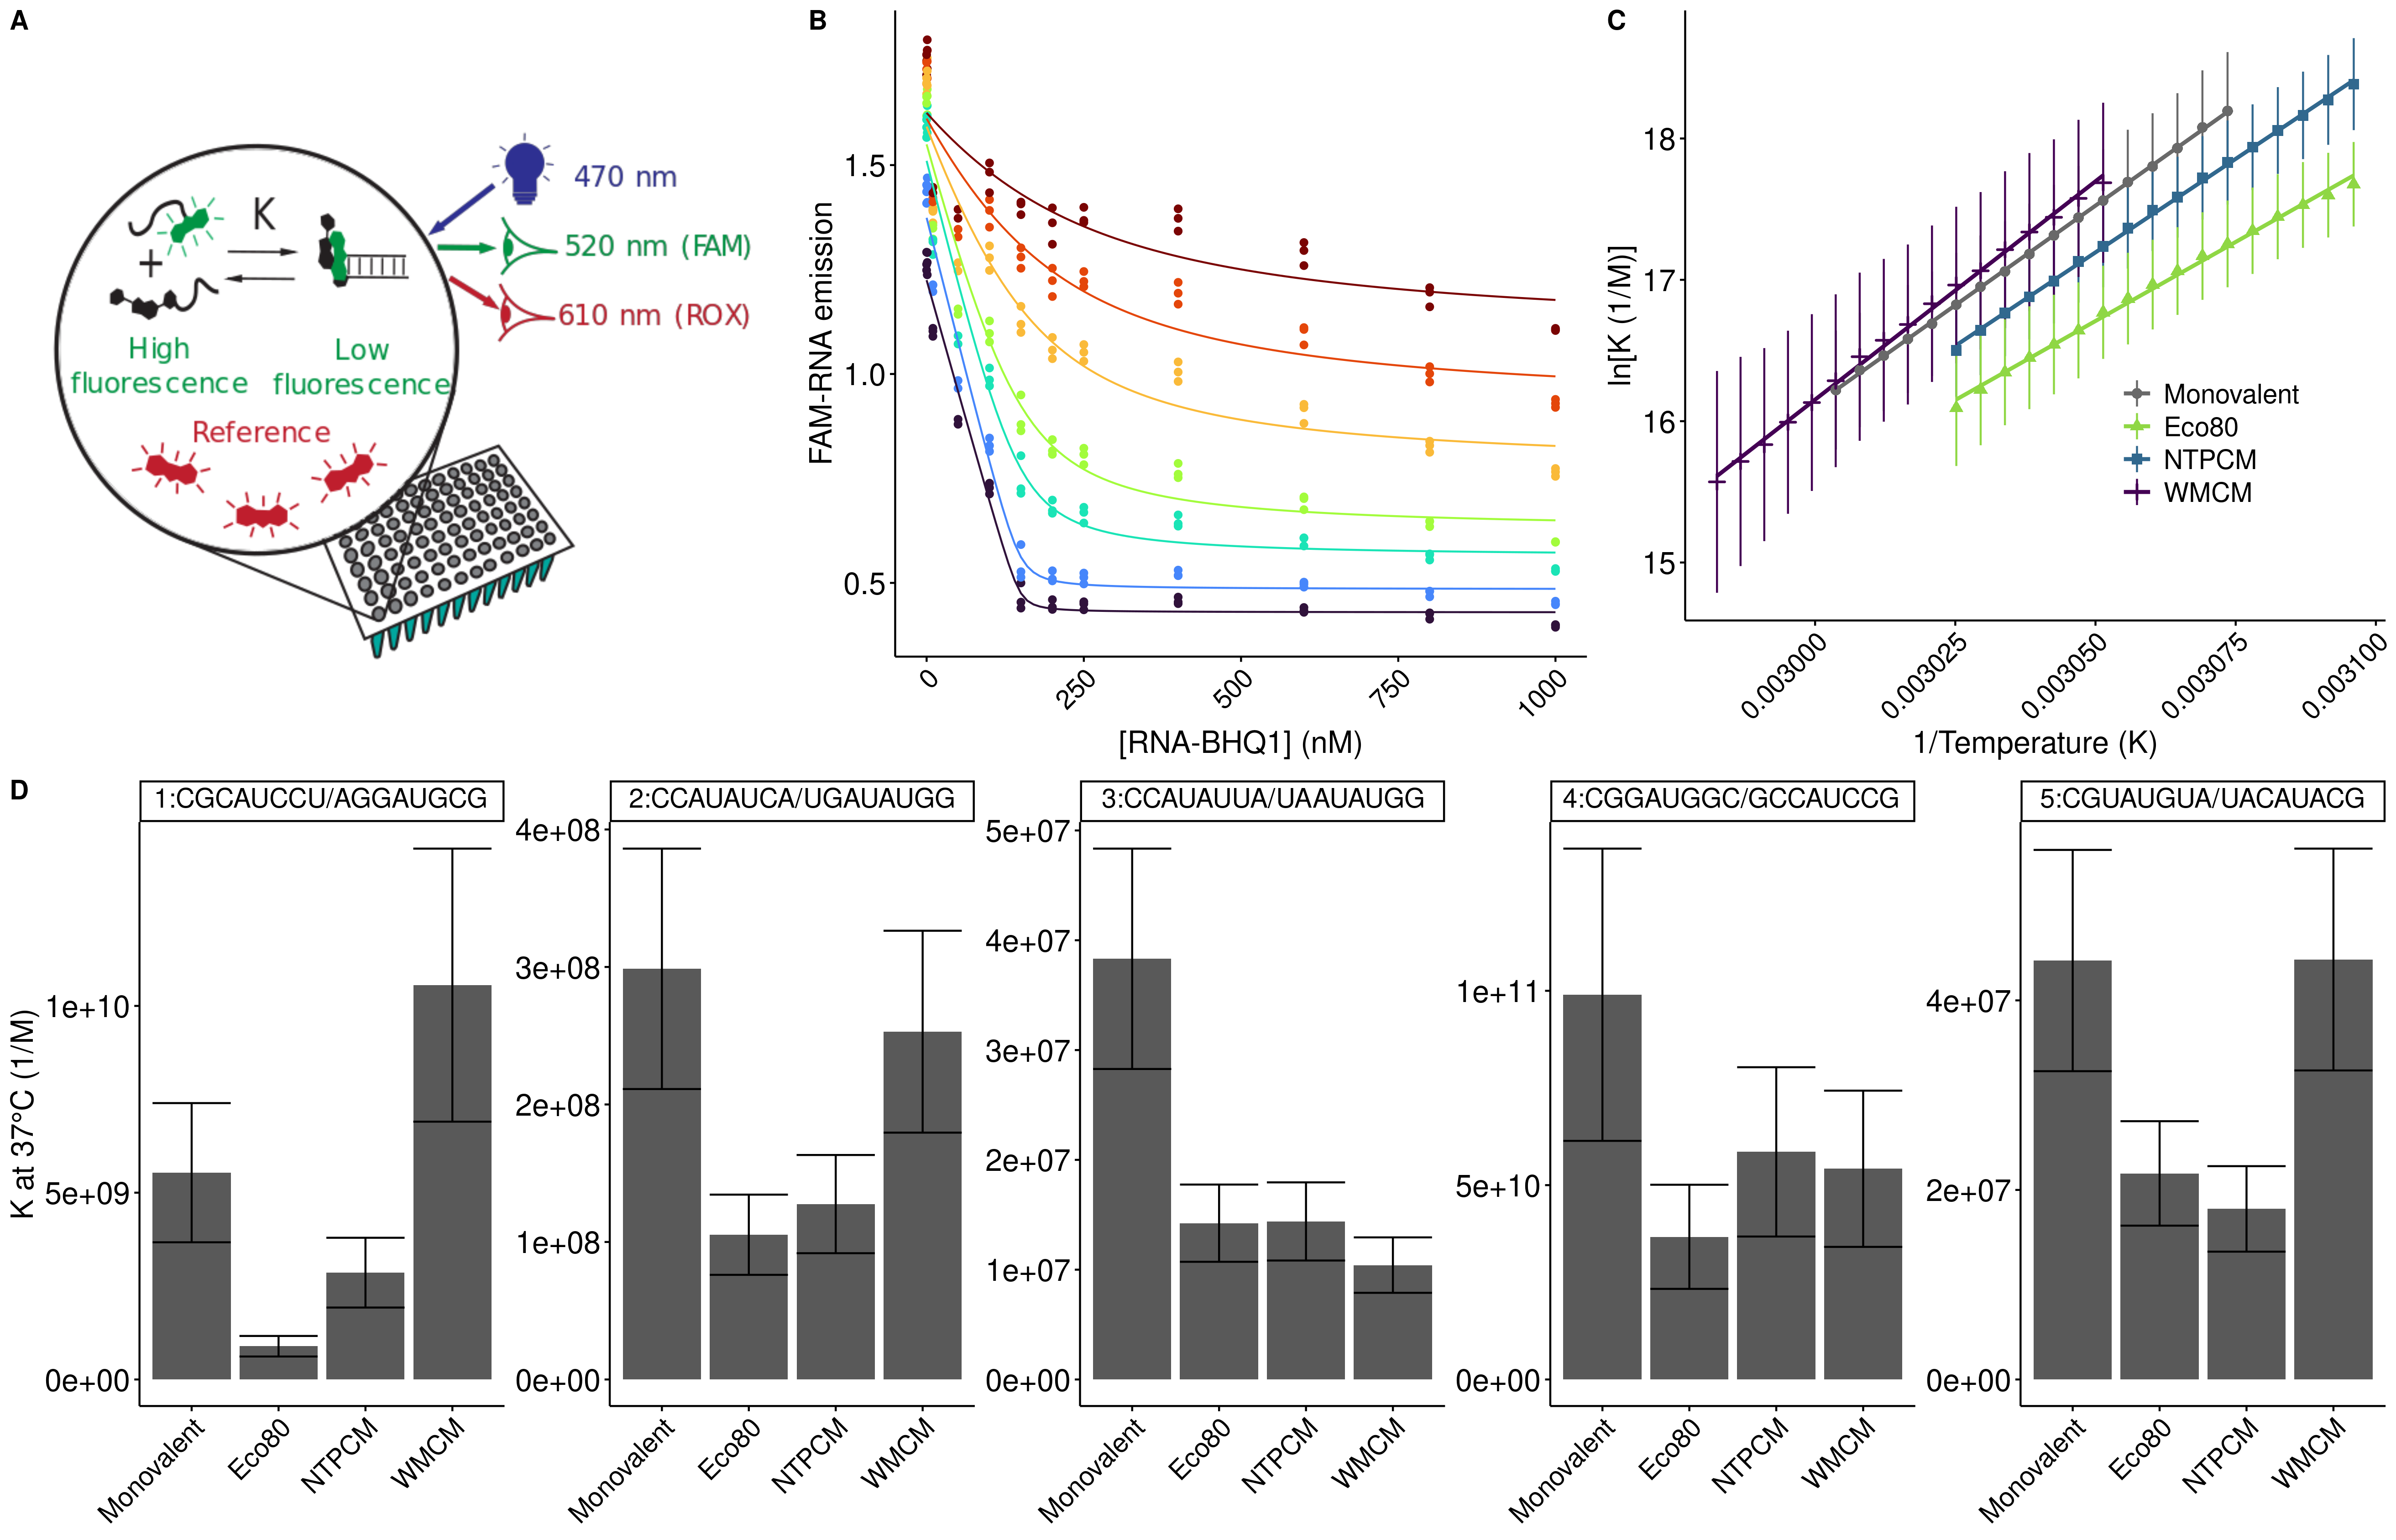 A
470 nm
520 nm (FAM)
610 nm (ROX)
K
+
High
fluorescence
Low
fluorescence
Reference
B
FAM-RNA emission
1.5
1.0
0.5
0
250
500
750
1000
[RNA-BHQ1] (nM)
C
ln[K (1/M)]
18
17
16
15
Monovalent
Eco80
NTPCM
WMCM
0.003000
0.003025
0.003050
0.003075
0.003100
1/Temperature (K)
D
K at 37°C (1/M)
1:CGCAUCCU/AGGAUGCG
1e+10
5e+09
0e+00
Monovalent
Eco80
NTPCM
WMCM
2:CCAUAUCA/UGAUAUGG
4e+08
3e+08
2e+08
1e+08
0e+00
Monovalent
Eco80
NTPCM
WMCM
3:CCAUAUUA/UAAUAUGG
5e+07
4e+07
3e+07
2e+07
1e+07
0e+00
Monovalent
Eco80
NTPCM
WMCM
4:CGGAUGGC/GCCAUCCG
1e+11
5e+10
0e+00
Monovalent
Eco80
NTPCM
WMCM
5:CGUAUGUA/UACAUACG
4e+07
2e+07
0e+00
Monovalent
Eco80
NTPCM
WMCM